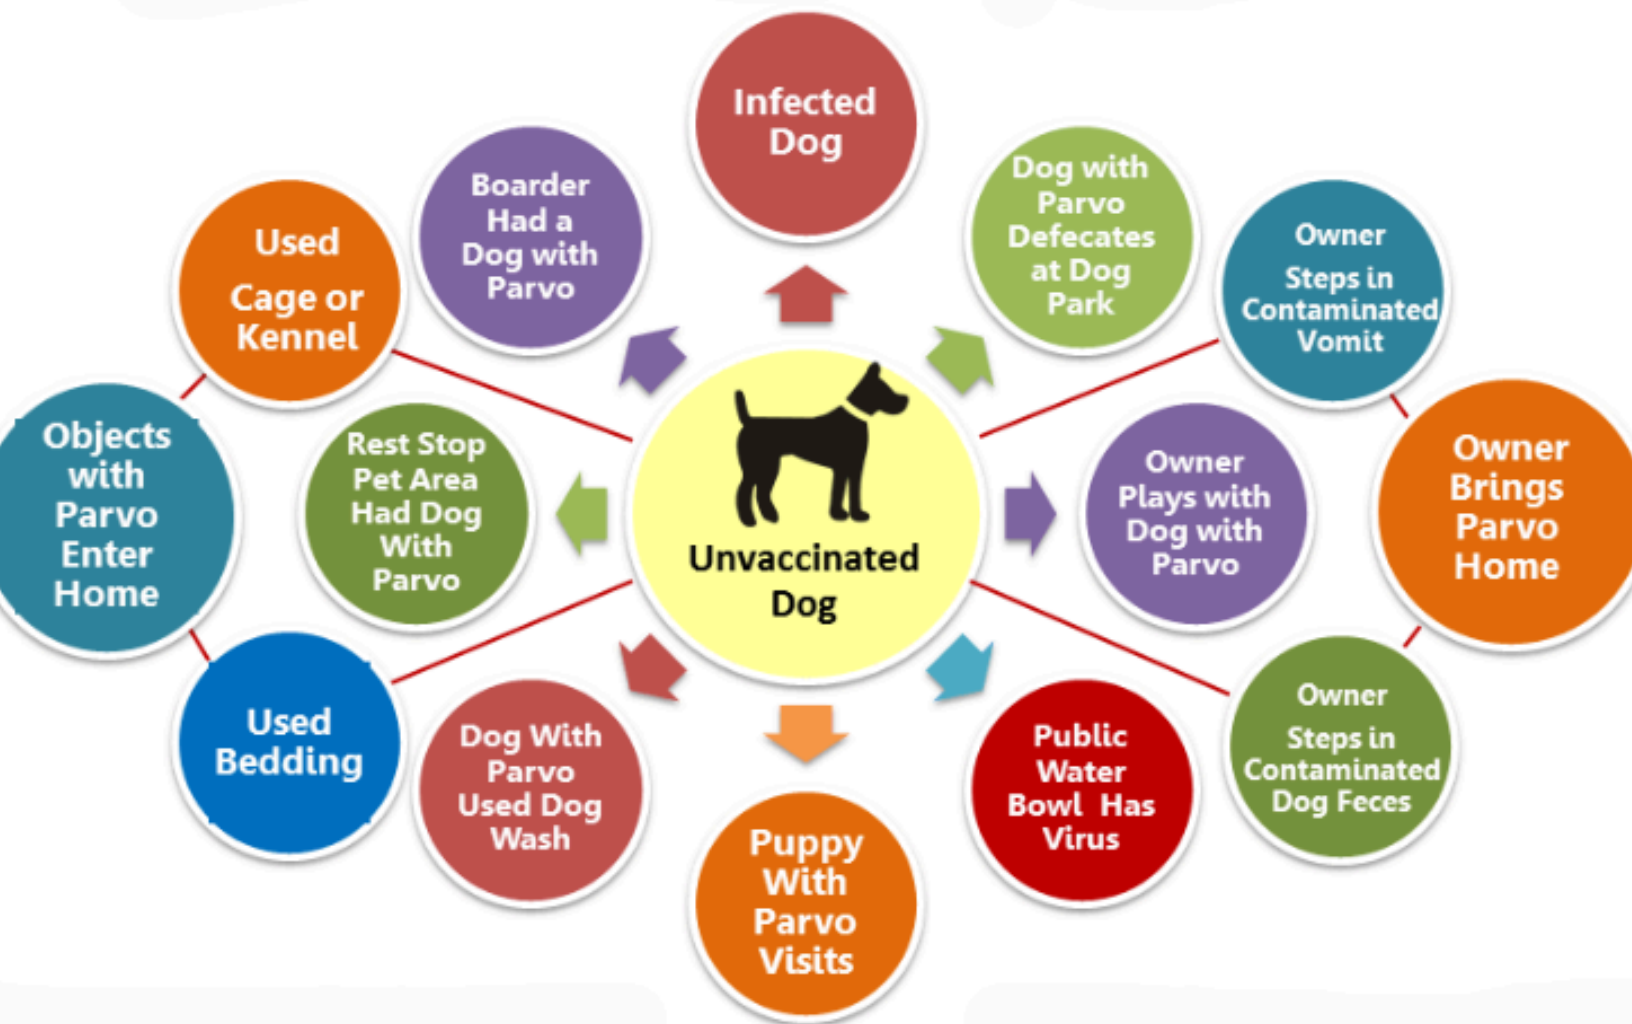 Infected
Dog
Boarder
Had a
Dog with
Parvo
Dog with
Parvo
Defecates
at Dog
Park
Used
Cage or
Kennel
Owner
Steps in
Contaminated
Vomit
Objects
with
Parvo
Enter
Home
Rest Stop
Pet Area
Had Dog
With
Parvo
Unvaccinated
Dog
Owner
Plays with
Dog with
Parvo
Owner
Brings
Parvo
Home
Used
Bedding
Dog With
Parvo
Used Dog
Wash
Puppy
With
Parvo
Visits
Public
Water
Bowl Has
Virus
Owner
Steps in
Contaminated
Dog Feces